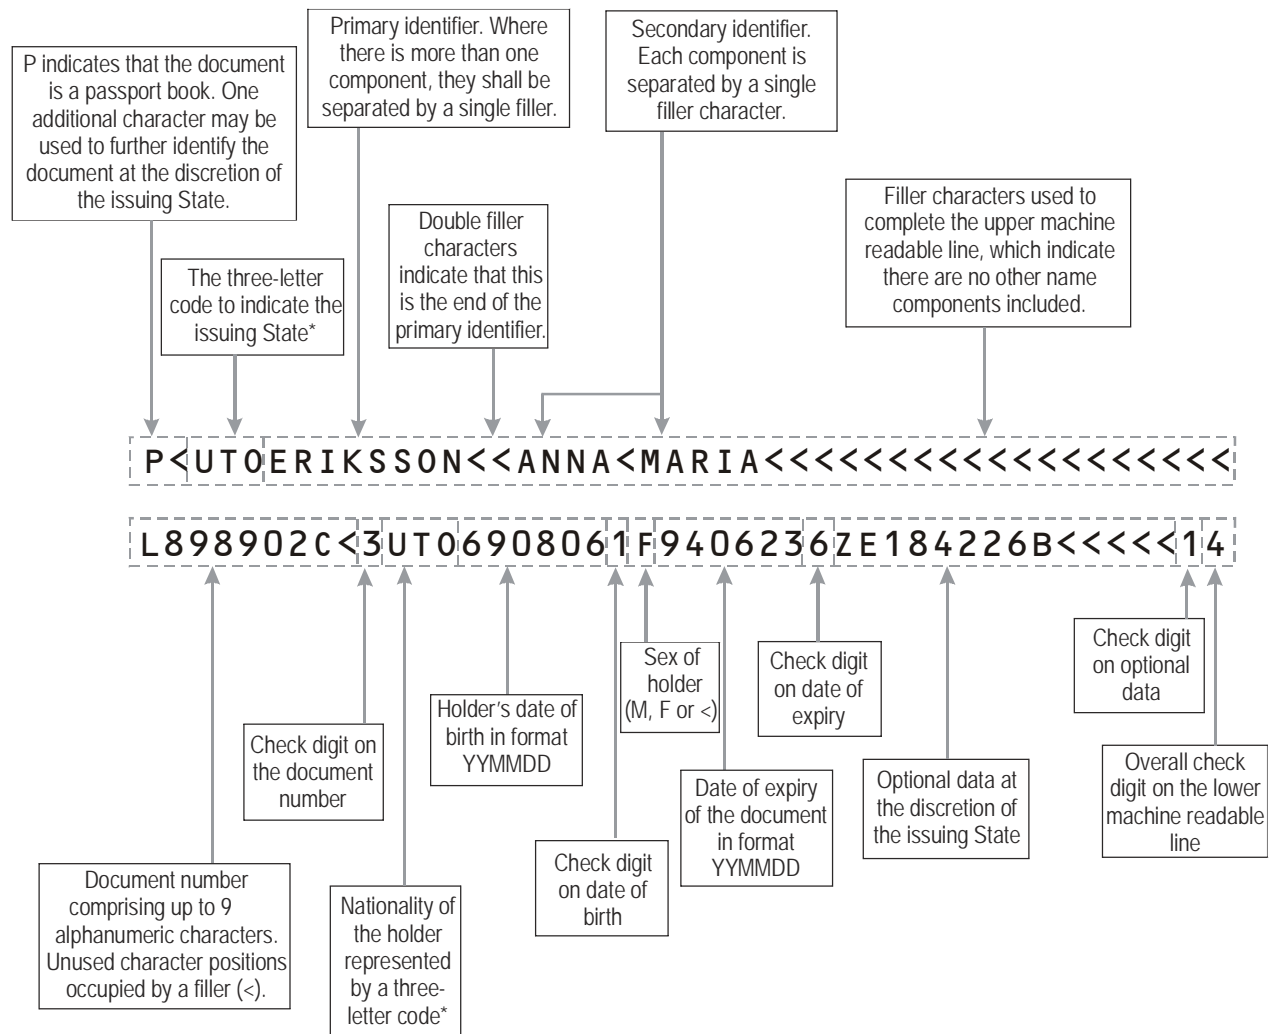 P indicates that the document
is a passport book. One
additional character may be
used to further identify the
document at the discretion of
the issuing State.
Primary identifier. Where
there is more than one
component, they shall be
separated by a single filler.
Secondary identifier.
Each component is
separated by a single
filler character.
The three-letter
code to indicate the
issuing State*
Double filler
characters
indicate that this
is the end of the
primary identifier.
Filler characters used to
complete the upper machine
readable line, which indicate
there are no other name
components included.
P<UTOERIKSSON<<ANNA<MARIA<<<<<<<<<<<<<<<<<<<
L898902C<3UTO6908061F9406236ZE184226B<<<<<14
Document number
comprising up to 9
alphanumeric characters.
Unused character positions
occupied by a filler (<).
Check digit on
the document
number
Nationality of
the holder
represented
by a three-
letter code*
Holder's date of
birth in format
YYMMDD
Check digit
on date of
birth
Sex of
holder
(M, F or <)
Date of expiry
of the document
in format
YYMMDD
Check digit
on date of
expiry
Optional data at
the discretion of
the issuing State
Check digit
on optional
data
Overall check
digit on the lower
machine readable
line